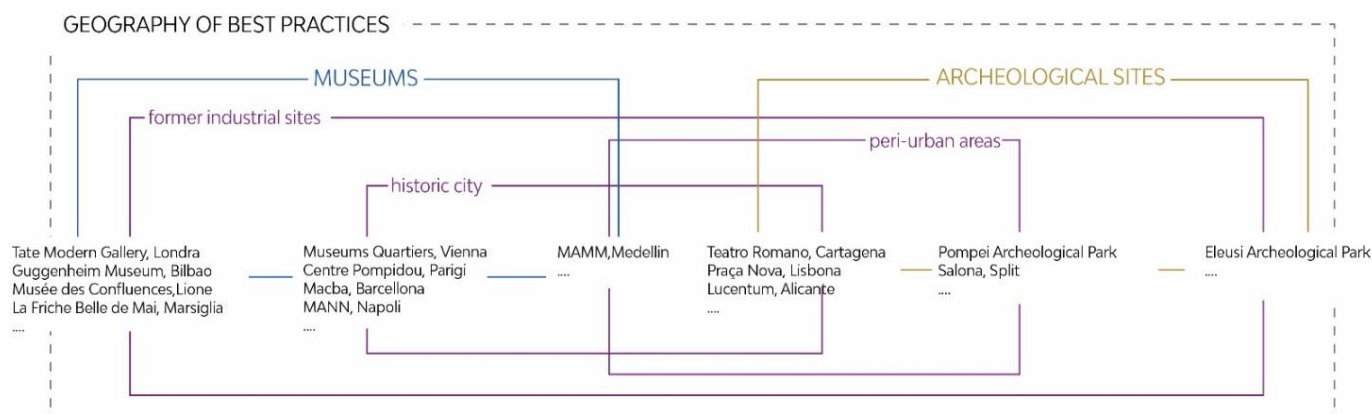 GEOGRAPHY OF BEST PRACTICES
MUSEUMS
ARCHEOLOGICAL SITES
former industrial sites
peri-urban areas
historic city
Tate Modern Gallery, Londra
Guggenheim Museum, Bilbao
Musée des Confluences,Lione
La Friche Belle de Mai, Marsiglia
....
Museums Quartiers, Vienna
Centre Pompidou, Parigi
Macba, Barcellona
MANN, Napoli
....
MAMM,Medellin
....
Teatro Romano, Cartagena
Praça Nova, Lisbona
Lucentum, Alicante
....
Pompei Archeological Park
Salona, Split
....
Eleusi Archeological Park
....